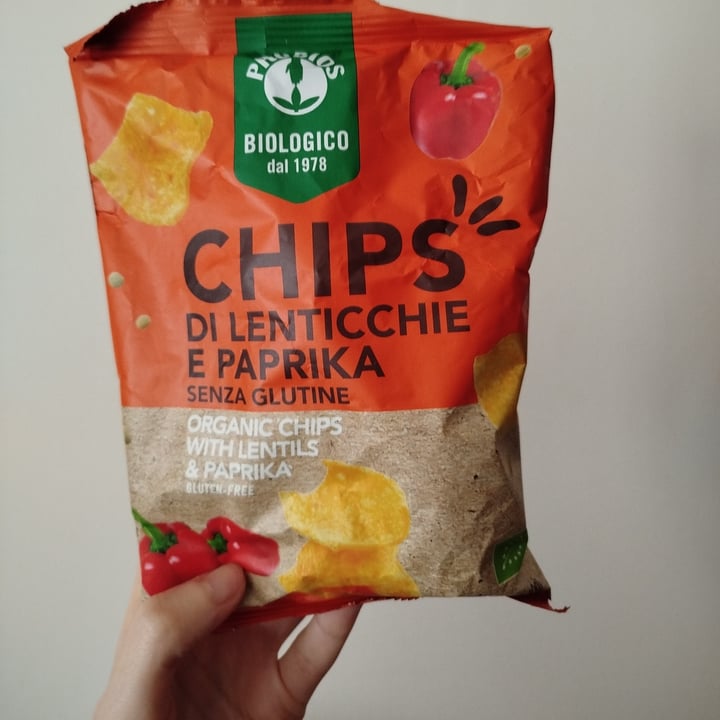 PROBIOS
BIOLOGICO
dal 1978
CHIPS
DI LENTICCHIE
E PAPRIKA
SENZA GLUTINE
ORGANIC CHIPS
WITH LENTILS
& PAPRIKA
GLUTEN-FREE